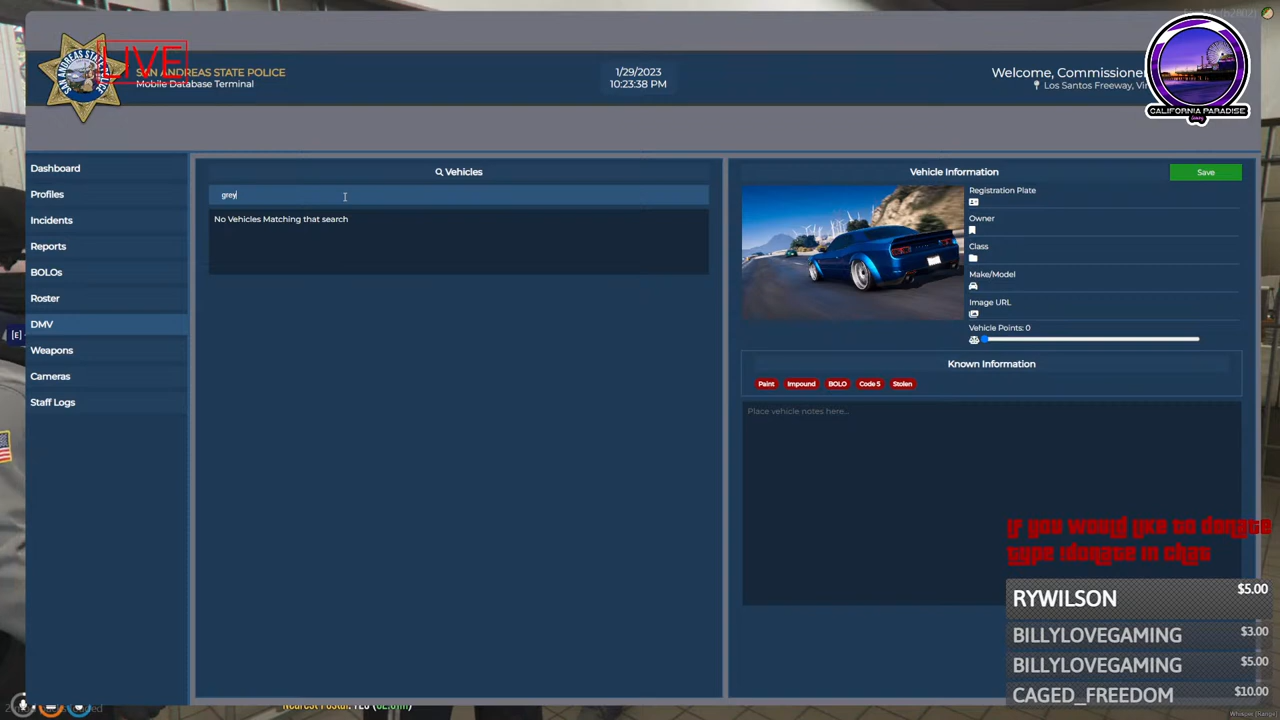 LIVE
SAN ANDREAS STATE POLICE
Mobile Database Terminal
1/29/2023
10:23:38 PM
Welcome, Commissioner
Los Santos Freeway, Vin
CALIFORNIA PARADISE
Dashboard
Profiles
Incidents
Reports
BOLOs
Roster
DMV
Weapons
Cameras
Staff Logs
[E]
Vehicles
grey
No Vehicles Matching that search
Vehicle Information
Save
Registration Plate
Owner
Class
Make/Model
Image URL
Vehicle Points: 0
Known Information
Paint Impound BOLO Code 5 Stolen
Place vehicle notes here...
If you would like to donate
type !donate in chat
RYWILSON $5.00
BILLYLOVEGAMING $3.00
BILLYLOVEGAMING $5.00
CAGED_FREEDOM $10.00